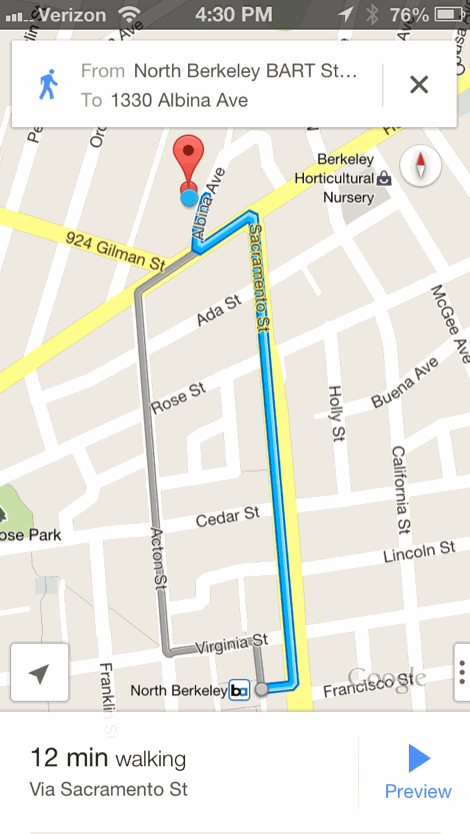 Verizon 4:30 PM 76%
From North Berkeley BART St...
To 1330 Albina Ave
Ave
Berkeley
Horticultural
Nursery
Albina Ave
924 Gilman St
Sacramento St
Ada St
McGee Ave
Rose St
Holly St
Buena Ave
California St
Cedar St
ose Park
Acton St
Lincoln St
Virginia St
North Berkeley ba
Franklin St
Francisco St
Google
12 min walking
Via Sacramento St
Preview